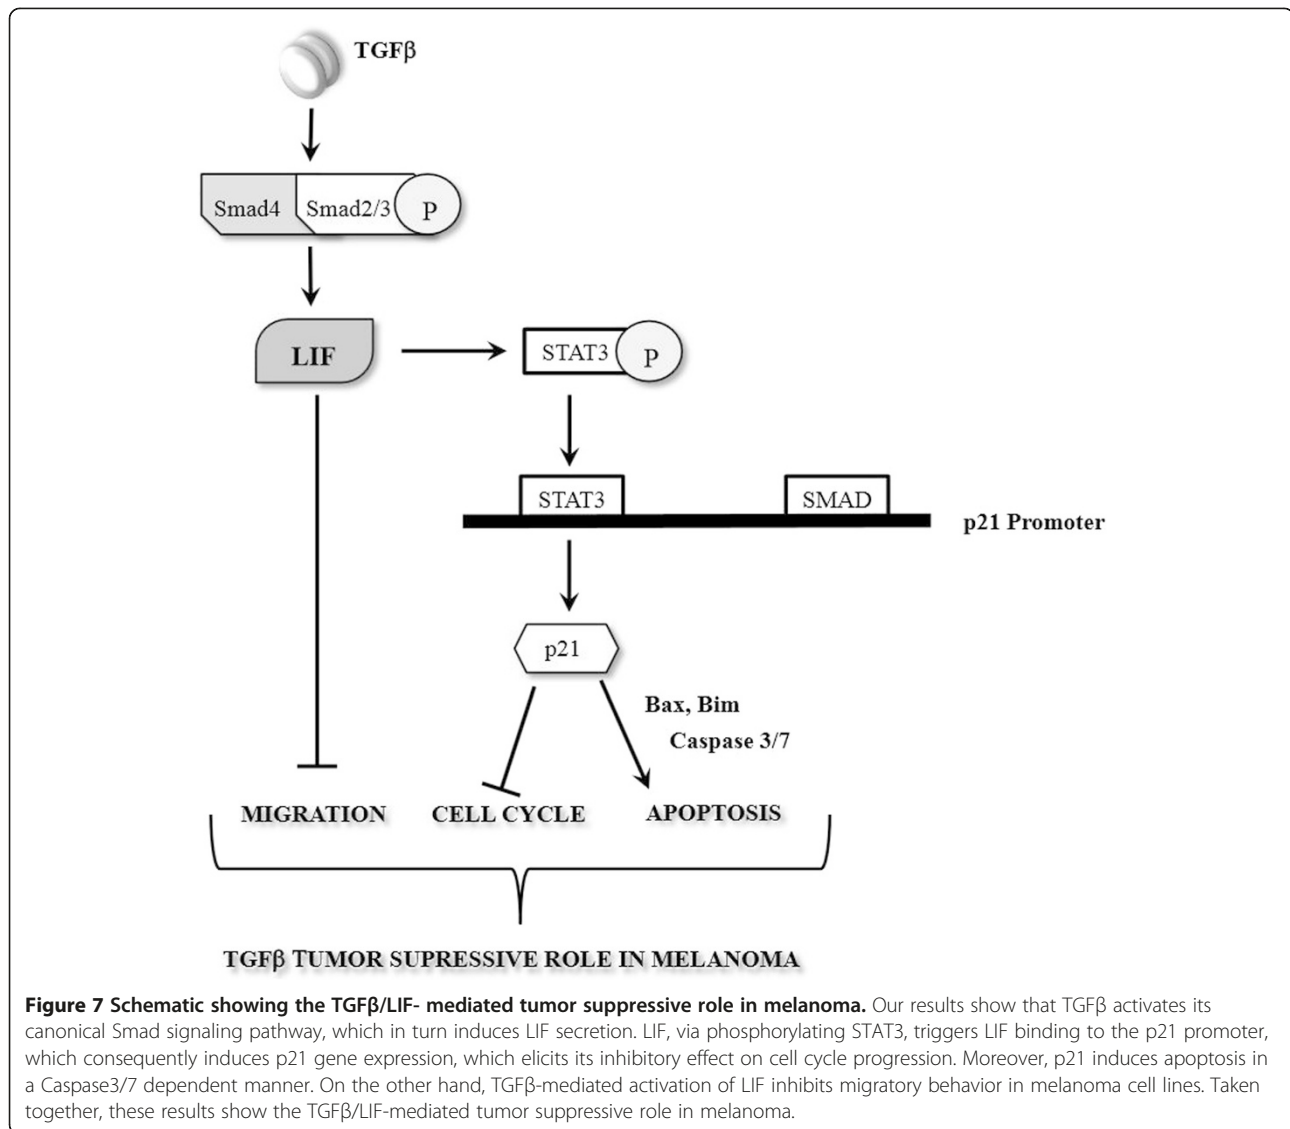 TGFβ
Smad4 Smad2/3 P
LIF STAT3 P
STAT3 SMAD
p21 Promoter
p21
Bax, Bim
Caspase 3/7
MIGRATION CELL CYCLE APOPTOSIS
TGFβ TUMOR SUPRESSIVE ROLE IN MELANOMA
Figure 7 Schematic showing the TGFβ/LIF- mediated tumor suppressive role in melanoma. Our results show that TGFβ activates its
canonical Smad signaling pathway, which in turn induces LIF secretion. LIF, via phosphorylating STAT3, triggers LIF binding to the p21 promoter,
which consequently induces p21 gene expression, which elicits its inhibitory effect on cell cycle progression. Moreover, p21 induces apoptosis in
a Caspase3/7 dependent manner. On the other hand, TGFβ-mediated activation of LIF inhibits migratory behavior in melanoma cell lines. Taken
together, these results show the TGFβ/LIF-mediated tumor suppressive role in melanoma.